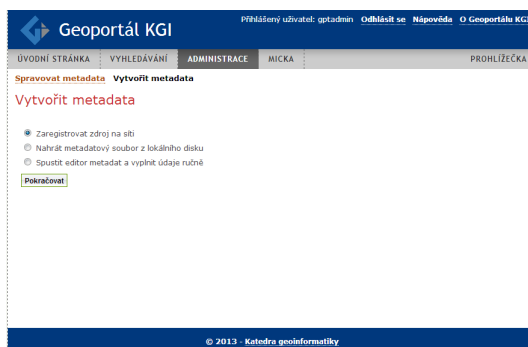 Geoportál KGI
Přihlášený uživatel: gptadmin Odhlásit se Nápověda O Geoportálu KGI
ÚVODNÍ STRÁNKA VYHLEDÁVÁNÍ ADMINISTRACE MICKA PROHLÍŽEČKA
Spravovat metadata Vytvořit metadata
Vytvořit metadata
Zaregistrovat zdroj na síti
Nahrát metadatový soubor z lokálního disku
Spustit editor metadat a vyplnit údaje ručně
Pokračovat
© 2013 - Katedra geoinformatiky